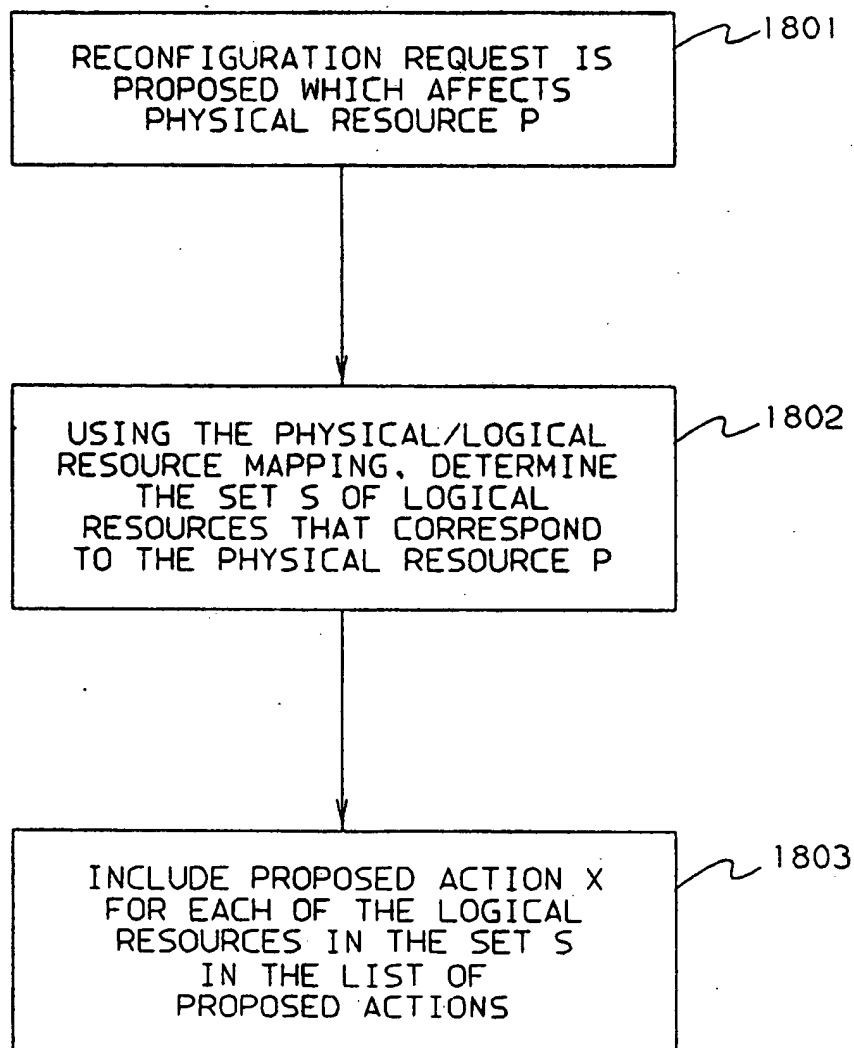 1801
RECONFIGURATION REQUEST IS
PROPOSED WHICH AFFECTS
PHYSICAL RESOURCE P
1802
USING THE PHYSICAL/LOGICAL
RESOURCE MAPPING, DETERMINE
THE SET S OF LOGICAL
RESOURCES THAT CORRESPOND
TO THE PHYSICAL RESOURCE P
1803
INCLUDE PROPOSED ACTION X
FOR EACH OF THE LOGICAL
RESOURCES IN THE SET S
IN THE LIST OF
PROPOSED ACTIONS